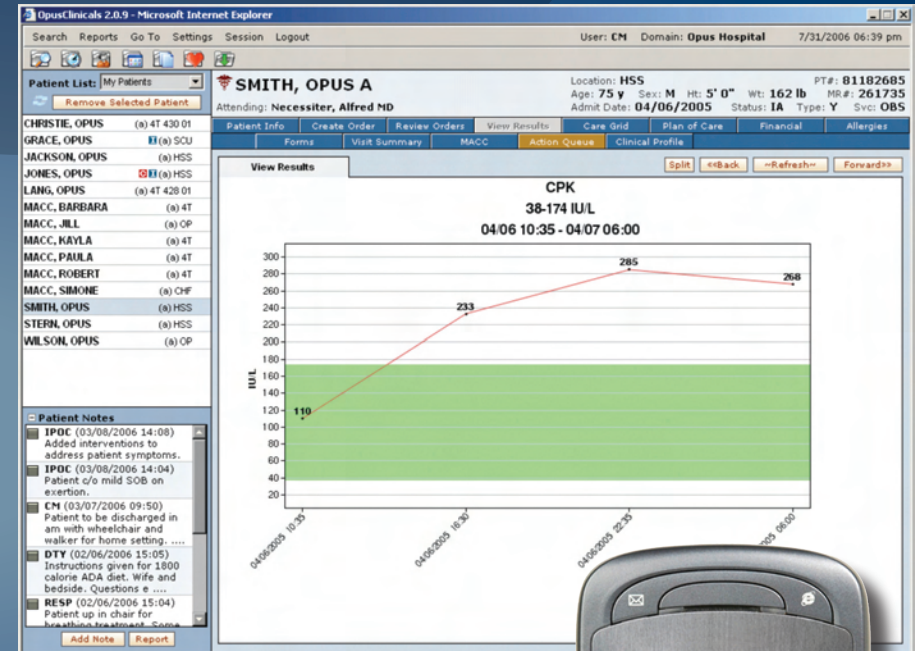 OpusClinicals 2.0.9 - Microsoft Internet Explorer
Search Reports Go To Settings Session Logout User: CM Domain: Opus Hospital 7/31/2006 06:39 pm
Patient List: My Patients
Remove Selected Patient
CHRISTIE, OPUS (a) 4T 430 01
GRACE, OPUS (a) SCU
JACKSON, OPUS (a) HSS
JONES, OPUS (a) HSS
LANG, OPUS (a) 4T 428 01
MACC, BARBARA (a) 4T
MACC, JILL (a) OP
MACC, KAYLA (a) 4T
MACC, PAULA (a) 4T
MACC, ROBERT (a) 4T
MACC, SIMONE (a) CHF
SMITH, OPUS (a) HSS
STERN, OPUS (a) HSS
WILSON, OPUS (a) OP
Patient Notes
IPOC (03/08/2006 14:08)
Added interventions to
address patient symptoms.
IPOC (03/08/2006 14:04)
Patient c/o mild SOB on
exertion.
CM (03/07/2006 09:50)
Patient to be discharged in
am with wheelchair and
walker for home setting. ....
DTY (02/06/2006 15:05)
Instructions given for 1800
calorie ADA diet. Wife and
bedside. Questions e ....
RESP (02/06/2006 15:04)
Patient up in chair for
breathing treatment. Some
Add Note Report
SMITH, OPUS A
Attending: Necessiter, Alfred MD
Location: HSS PT#: 81182685
Age: 75 y Sex: M Ht: 5' 0" Wt: 162 lb MR#: 261735
Admit Date: 04/06/2005 Status: IA Type: Y Svc: OBS
Patient Info Create Order Review Orders View Results Care Grid Plan of Care Financial Allergies
Forms Visit Summary MACC Action Queue Clinical Profile
View Results
Split <<Back ~Refresh~ Forward>>
CPK
38-174 IU/L
04/06 10:35 - 04/07 06:00
300
280
260
240
220
200
180
160
140
120
100
80
60
40
20
IU/L
110
233
285
268
04/06/2005 10:35
04/06/2005 16:30
04/06/2005 22:35
2005 06:00